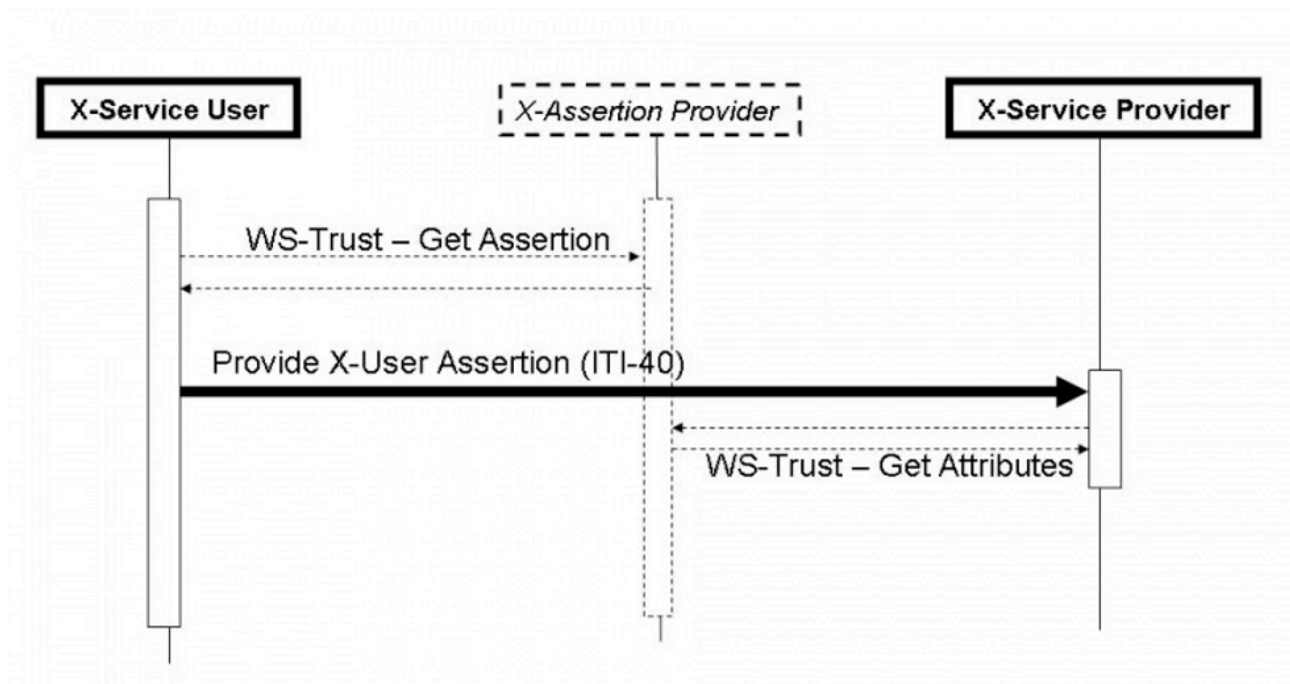 X-Service User
X-Assertion Provider
X-Service Provider
WS-Trust – Get Assertion
Provide X-User Assertion (ITI-40)
WS-Trust – Get Attributes